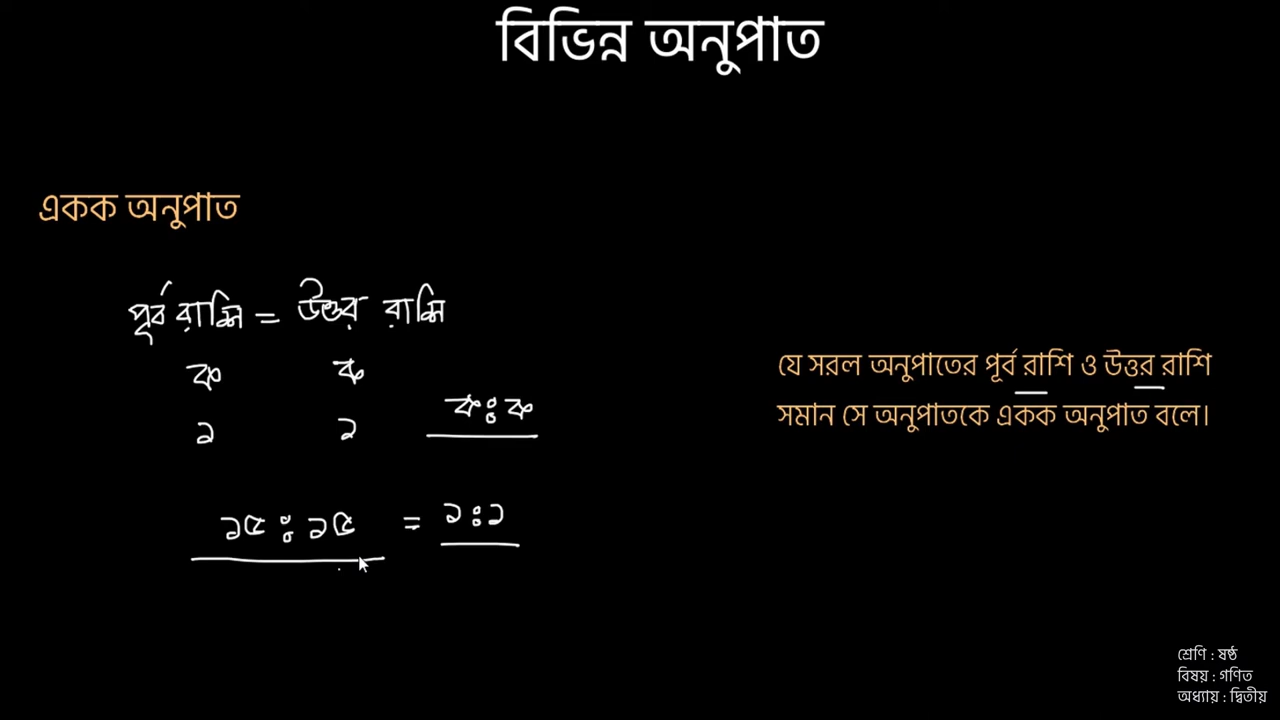 বিভিন্ন অনুপাত
একক অনুপাত
পূর্ব রাশি = উত্তর রাশি
ক ক
১ ১
ক : ক
১৫ : ১৫ = ১ : ১
যে সরল অনুপাতের পূর্ব রাশি ও উত্তর রাশি
সমান সে অনুপাতকে একক অনুপাত বলে।
শ্রেণি : ষষ্ঠ
বিষয় : গণিত
অধ্যায় : দ্বিতীয়